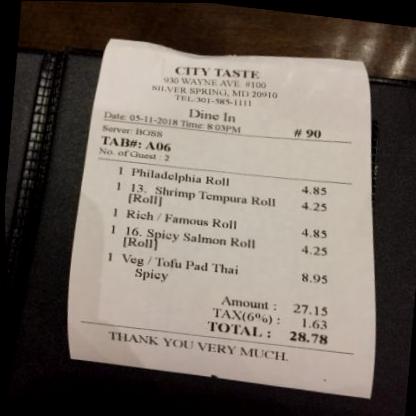 CITY TASTE
930 WAYNE AVE. #100
SILVER SPRING, MD 20910
TEL:301-585-1111
Dine In
Date: 05-11-2018 Time: 8:03PM # 90
Server: BOSS
TAB#: A06
No. of Guest : 2
1 Philadelphia Roll 4.85
1 13. Shrimp Tempura Roll 4.25
[Roll]
1 Rich / Famous Roll 4.85
1 16. Spicy Salmon Roll 4.25
[Roll]
1 Veg / Tofu Pad Thai 8.95
Spicy
Amount : 27.15
TAX(6%) : 1.63
TOTAL : 28.78
THANK YOU VERY MUCH.